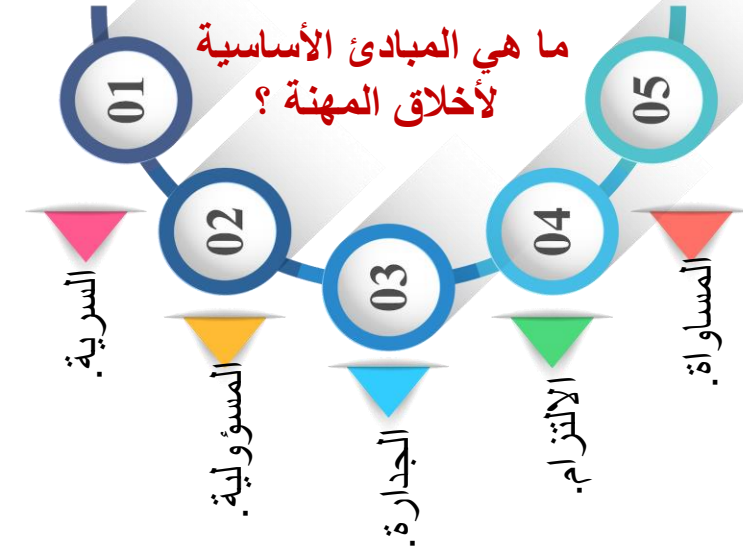 ما هي المبادئ الأساسية
لأخلاق المهنة ؟
01
السرية.
02
المسؤولية.
03
الجدارة.
04
الالتزام.
05
المساواة.